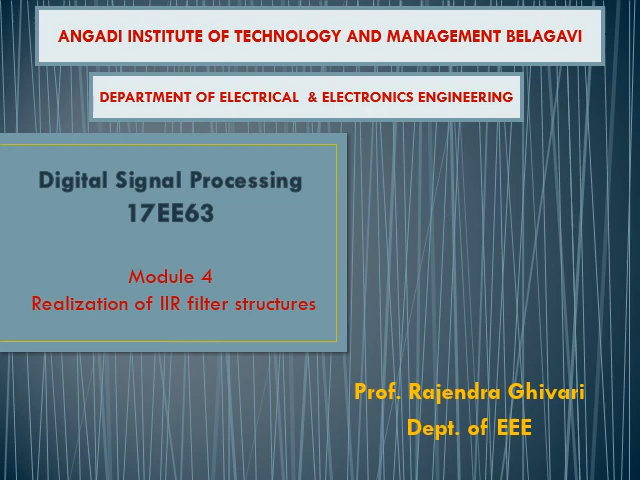 ANGADI INSTITUTE OF TECHNOLOGY AND MANAGEMENT BELAGAVI
DEPARTMENT OF ELECTRICAL & ELECTRONICS ENGINEERING
Digital Signal Processing
17EE63
Module 4
Realization of IIR filter structures
Prof. Rajendra Ghivari
Dept. of EEE